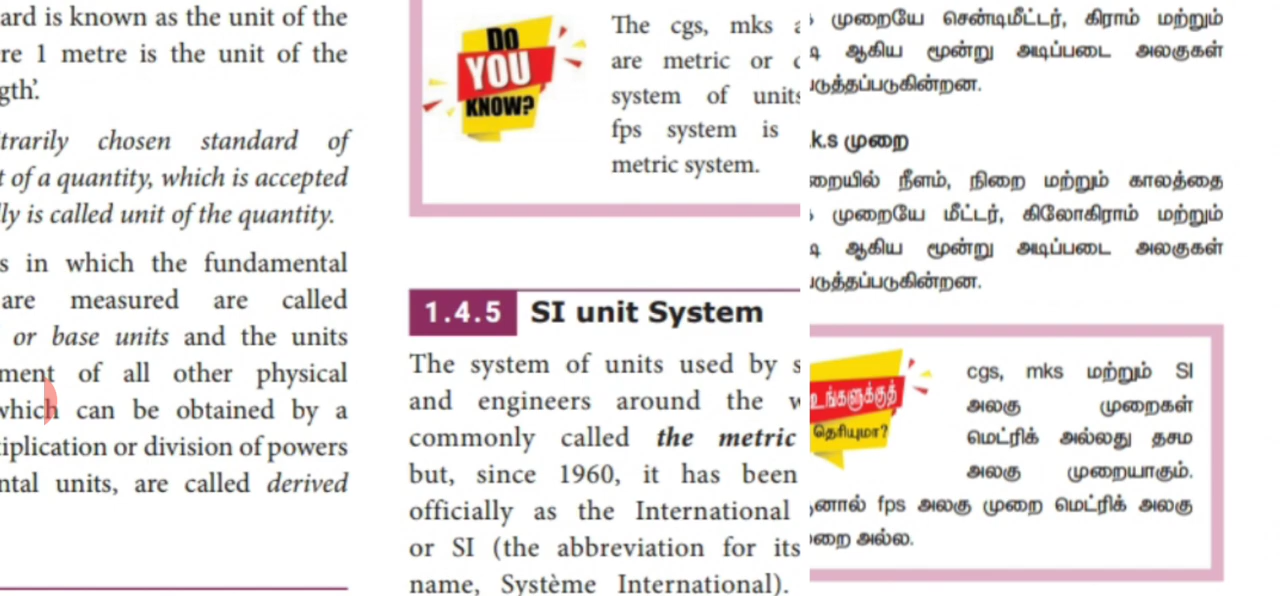 ard is known as the unit of the
re 1 metre is the unit of the
gth'.
trarily chosen standard of
t of a quantity, which is accepted
lly is called unit of the quantity.
s in which the fundamental
are measured are called
or base units and the units
ment of all other physical
which can be obtained by a
tiplication or division of powers
ntal units, are called derived
DO
YOU
KNOW?
The cgs, mks a
are metric or d
system of units
fps system is
metric system.
1.4.5 SI unit System
The system of units used by s
and engineers around the w
commonly called the metric
but, since 1960, it has been
officially as the International
or SI (the abbreviation for its
name, Système International).
முறையே சென்டிமீட்டர், கிராம் மற்றும்
டி ஆகிய மூன்று அடிப்படை அலகுகள்
படுத்தப்படுகின்றன.
.k.s முறை
றையில் நீளம், நிறை மற்றும் காலத்தை
முறையே மீட்டர், கிலோகிராம் மற்றும்
டி ஆகிய மூன்று அடிப்படை அலகுகள்
படுத்தப்படுகின்றன.
உங்களுக்குத்
தெரியுமா?
cgs, mks மற்றும் SI
அலகு முறைகள்
மெட்ரிக் அல்லது தசம
அலகு முறையாகும்.
ஆனால் fps அலகு முறை மெட்ரிக் அலகு
முறை அல்ல.